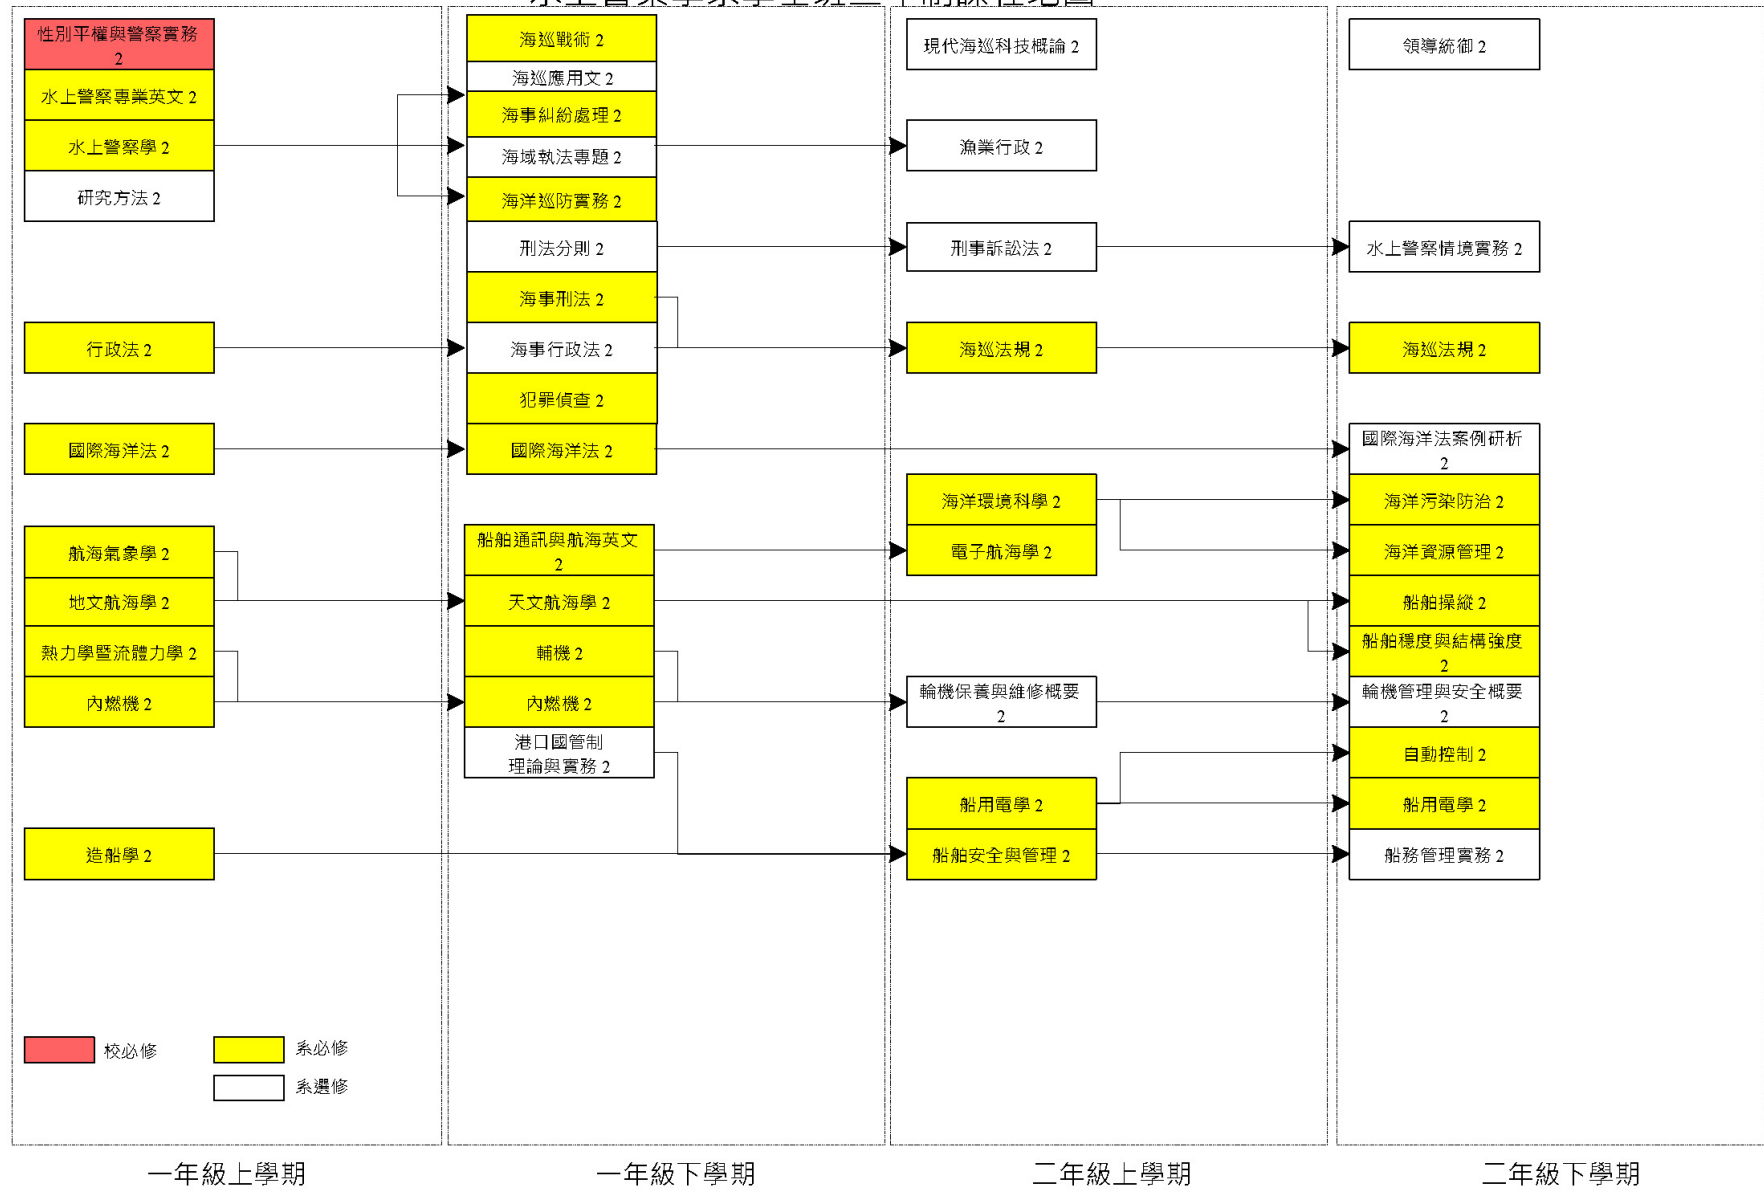 性別平權與警察實務
2
水上警察專業英文 2
水上警察學 2
研究方法 2
行政法 2
國際海洋法 2
航海氣象學 2
地文航海學 2
熱力學暨流體力學 2
內燃機 2
造船學 2
校必修
系必修
系選修
一年級上學期
海巡戰術 2
海巡應用文 2
海事糾紛處理 2
海域執法專題 2
海洋巡防實務 2
刑法分則 2
海事刑法 2
海事行政法 2
犯罪偵查 2
國際海洋法 2
船舶通訊與航海英文
2
天文航海學 2
輔機 2
內燃機 2
港口國管制
理論與實務 2
一年級下學期
現代海巡科技概論 2
漁業行政 2
刑事訴訟法 2
海巡法規 2
海洋環境科學 2
電子航海學 2
輪機保養與維修概要
2
船用電學 2
船舶安全與管理 2
二年級上學期
領導統御 2
水上警察情境實務 2
海巡法規 2
國際海洋法案例研析
2
海洋污染防治 2
海洋資源管理 2
船舶操縱 2
船舶穩度與結構強度
2
輪機管理與安全概要
2
自動控制 2
船用電學 2
船務管理實務 2
二年級下學期